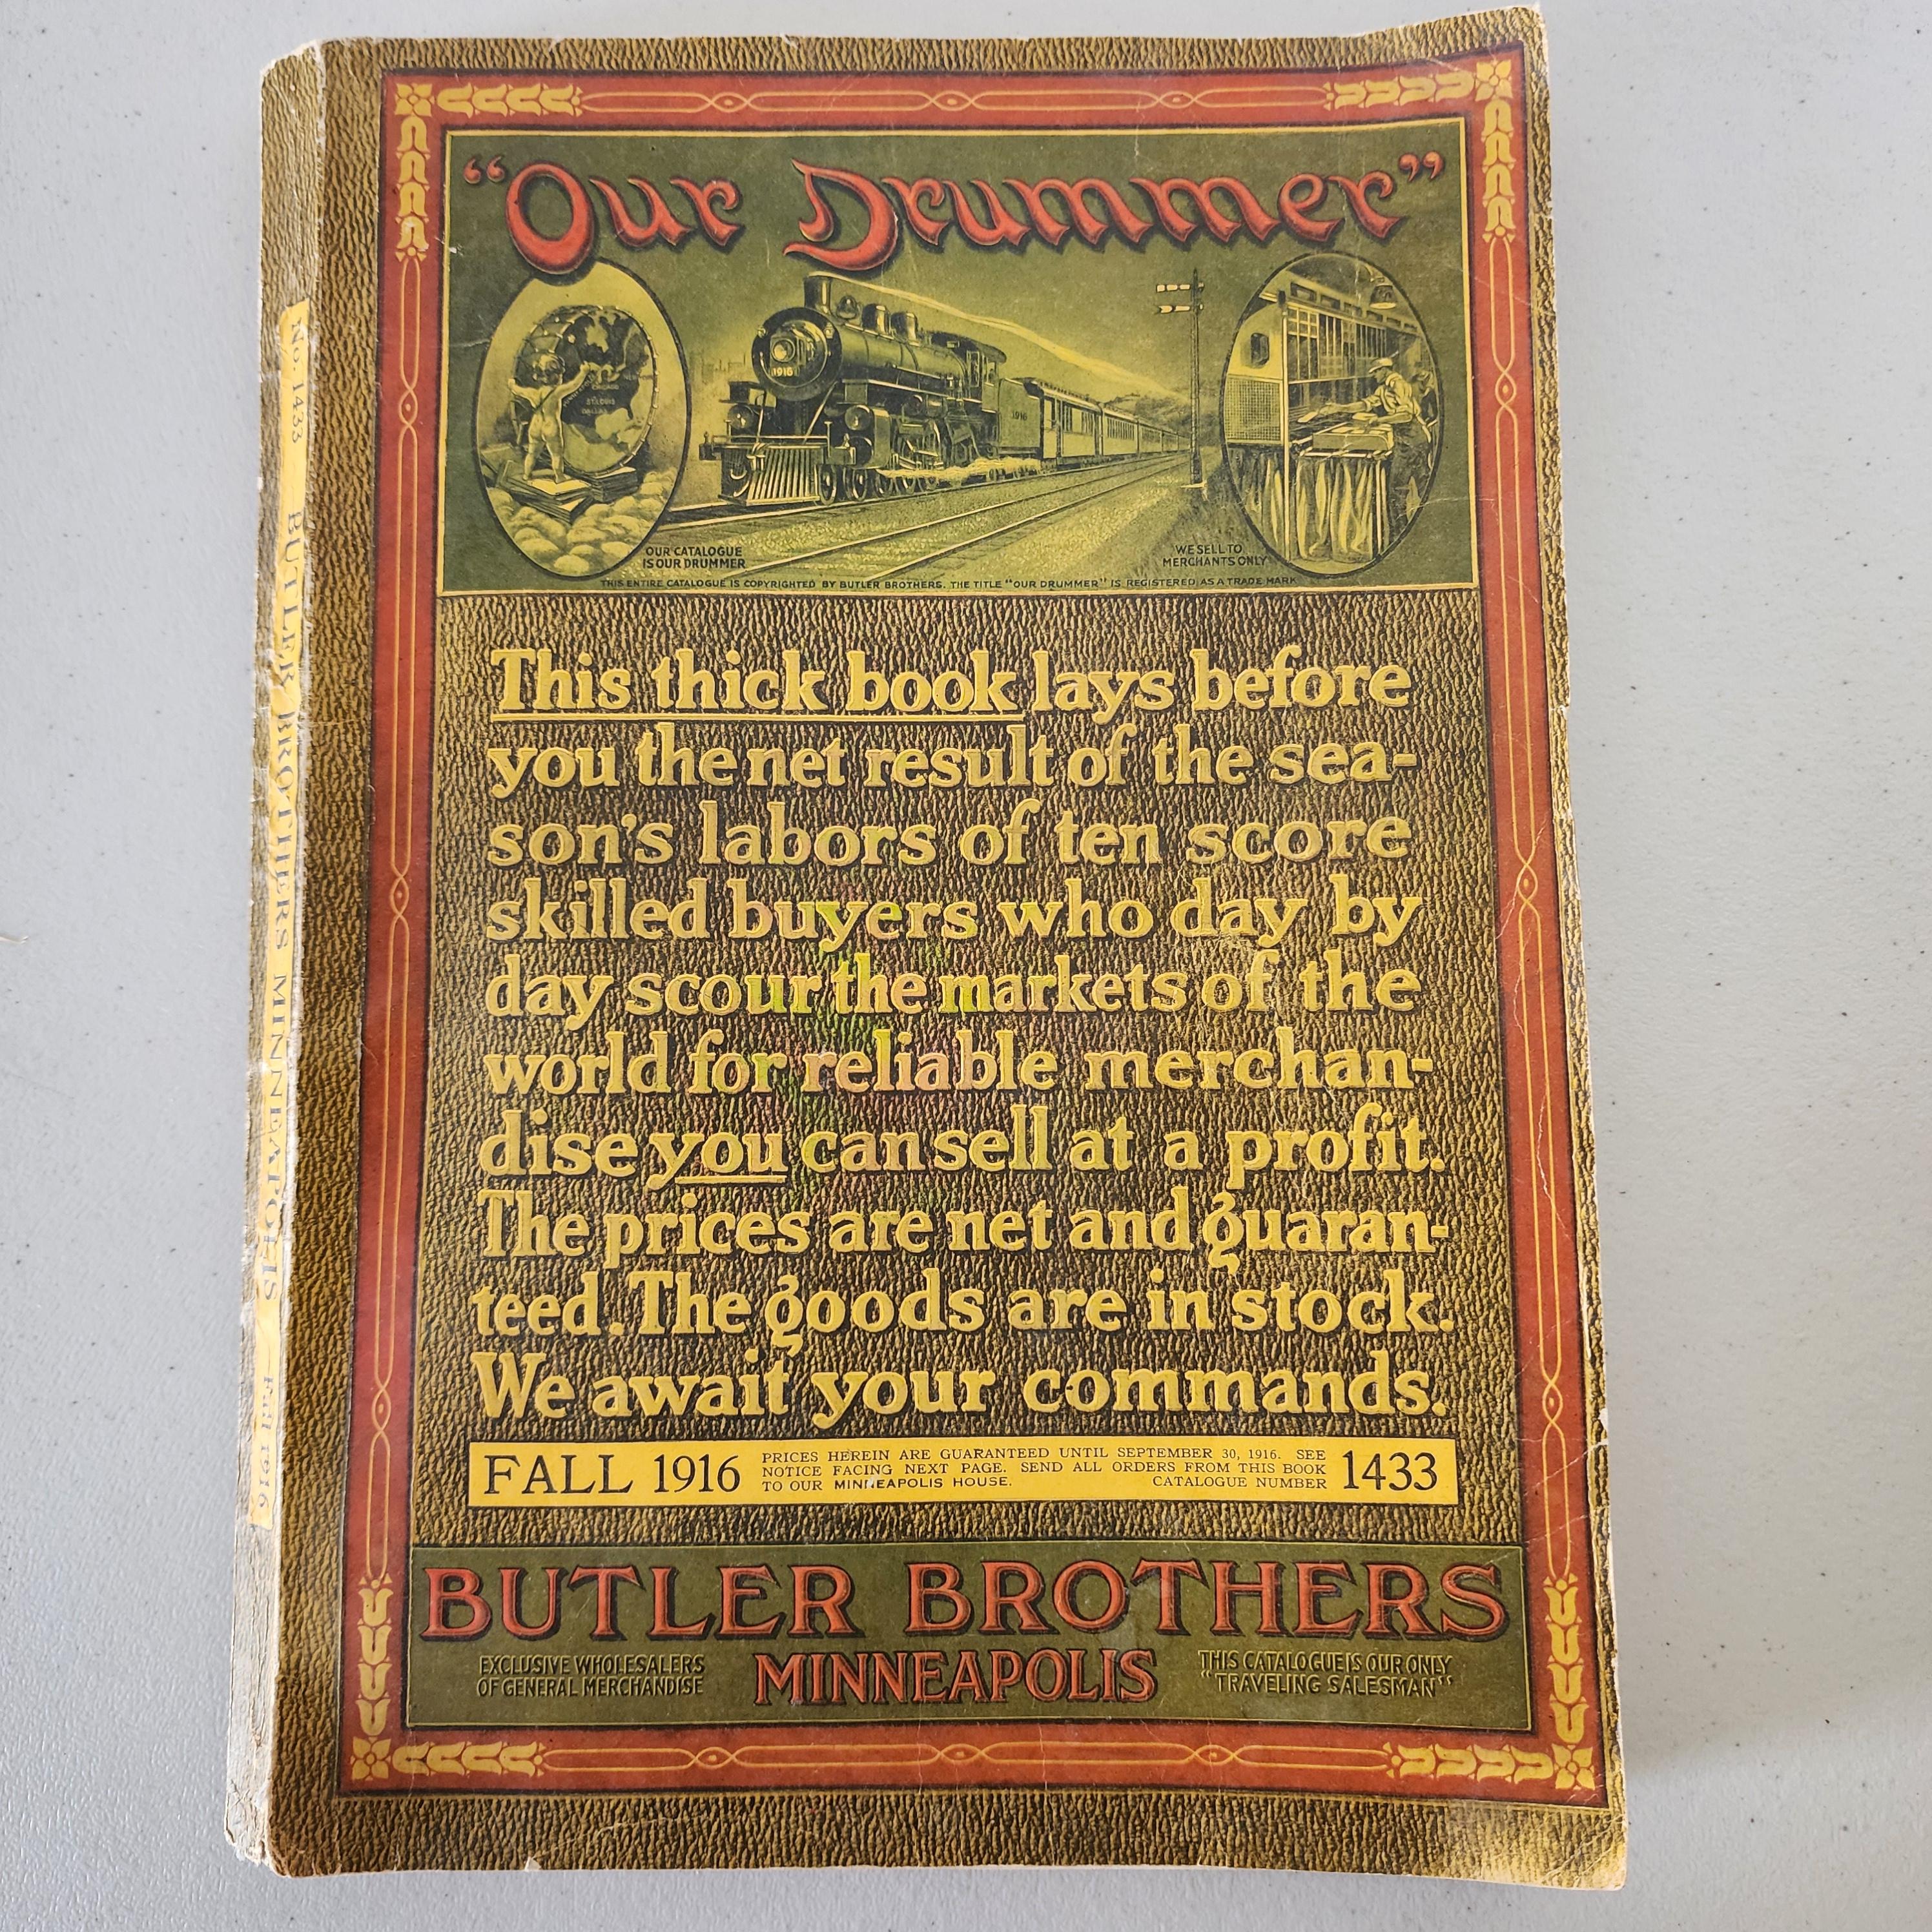 “Our Drummer”
1916
1916
ST. LOUIS
DALLAS
OUR CATALOGUE
IS OUR DRUMMER
WE SELL TO
MERCHANTS ONLY
THIS ENTIRE CATALOGUE IS COPYRIGHTED BY BUTLER BROTHERS. THE TITLE "OUR DRUMMER" IS REGISTERED AS A TRADE MARK
This thick book lays before
you the net result of the sea-
son's labors of ten score
skilled buyers who day by
day scour the markets of the
world for reliable merchan-
dise you can sell at a profit.
The prices are net and guaran-
teed. The goods are in stock.
We await your commands.
FALL 1916
PRICES HEREIN ARE GUARANTEED UNTIL SEPTEMBER 30, 1916. SEE
NOTICE FACING NEXT PAGE. SEND ALL ORDERS FROM THIS BOOK
TO OUR MINNEAPOLIS HOUSE. CATALOGUE NUMBER
1433
BUTLER BROTHERS
EXCLUSIVE WHOLESALERS
OF GENERAL MERCHANDISE
MINNEAPOLIS
THIS CATALOGUE IS OUR ONLY
"TRAVELING SALESMAN"
No. 1433 BUTLER BROTHERS MINNEAPOLIS Fall 1916